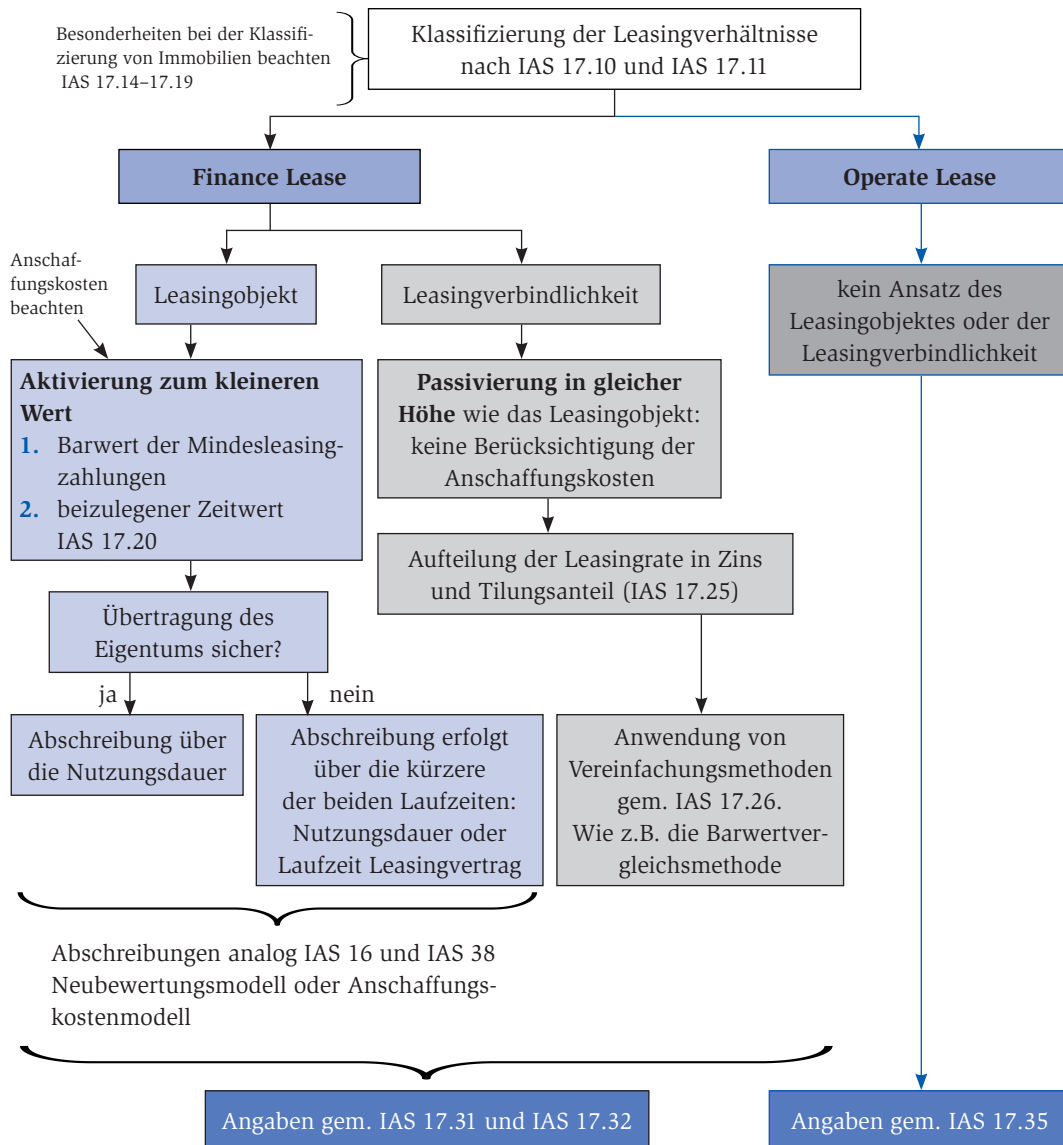 Besonderheiten bei der Klassifi-
zierung von Immobilien beachten
IAS 17.14–17.19
Klassifizierung der Leasingverhältnisse
nach IAS 17.10 und IAS 17.11
Finance Lease
Operate Lease
Anschaf-
fungskosten
beachten
Leasingobjekt
Leasingverbindlichkeit
kein Ansatz des
Leasingobjektes oder der
Leasingverbindlichkeit
Aktivierung zum kleineren
Wert
1. Barwert der Mindesleasing-
zahlungen
2. beizulegener Zeitwert
IAS 17.20
Passivierung in gleicher
Höhe wie das Leasingobjekt:
keine Berücksichtigung der
Anschaffungskosten
Aufteilung der Leasingrate in Zins
und Tilungsanteil (IAS 17.25)
Übertragung des
Eigentums sicher?
ja
nein
Abschreibung über
die Nutzungsdauer
Abschreibung erfolgt
über die kürzere
der beiden Laufzeiten:
Nutzungsdauer oder
Laufzeit Leasingvertrag
Anwendung von
Vereinfachungsmethoden
gem. IAS 17.26.
Wie z.B. die Barwertver-
gleichsmethode
Abschreibungen analog IAS 16 und IAS 38
Neubewertungsmodell oder Anschaffungs-
kostenmodell
Angaben gem. IAS 17.31 und IAS 17.32
Angaben gem. IAS 17.35